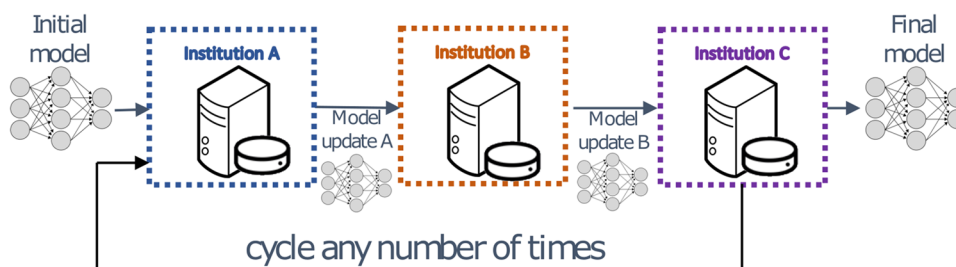 Initial
model
Institution A
Model
update A
Institution B
Model
update B
Institution C
Final
model
cycle any number of times